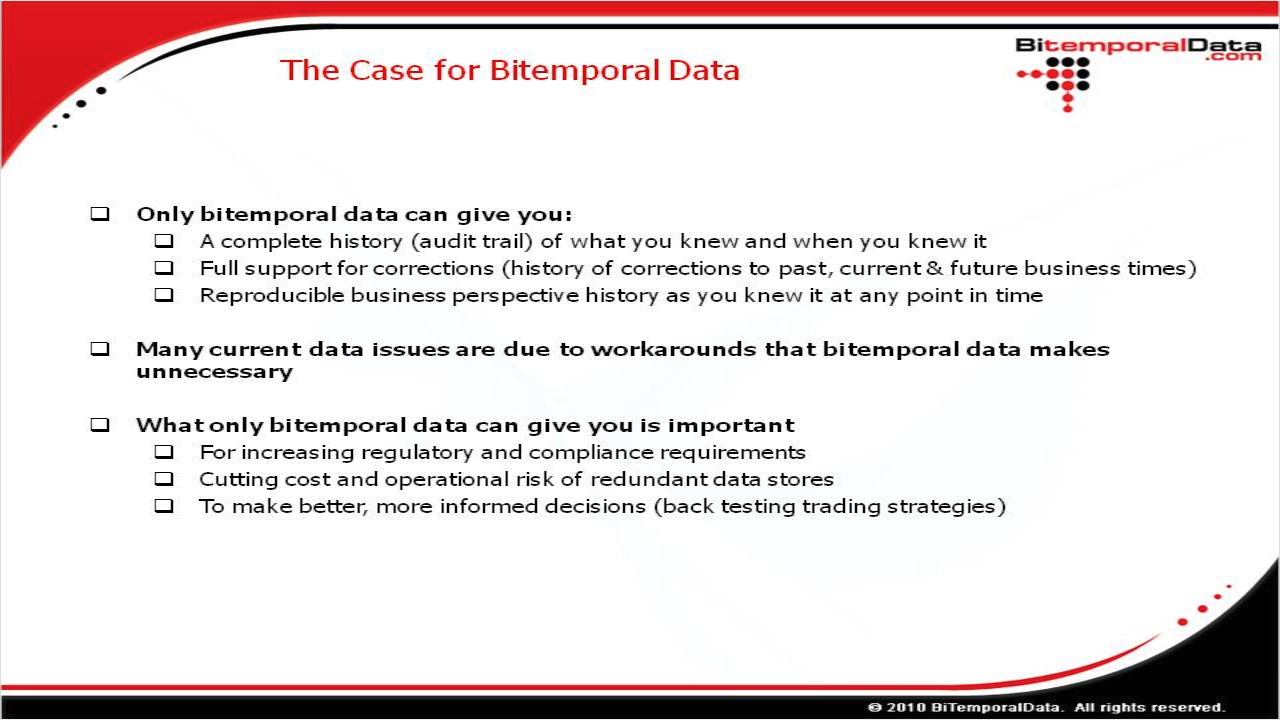 The Case for Bitemporal Data
BitemporalData
.com
Only bitemporal data can give you:
A complete history (audit trail) of what you knew and when you knew it
Full support for corrections (history of corrections to past, current & future business times)
Reproducible business perspective history as you knew it at any point in time
Many current data issues are due to workarounds that bitemporal data makes
unnecessary
What only bitemporal data can give you is important
For increasing regulatory and compliance requirements
Cutting cost and operational risk of redundant data stores
To make better, more informed decisions (back testing trading strategies)
© 2010 BiTemporalData. All rights reserved.